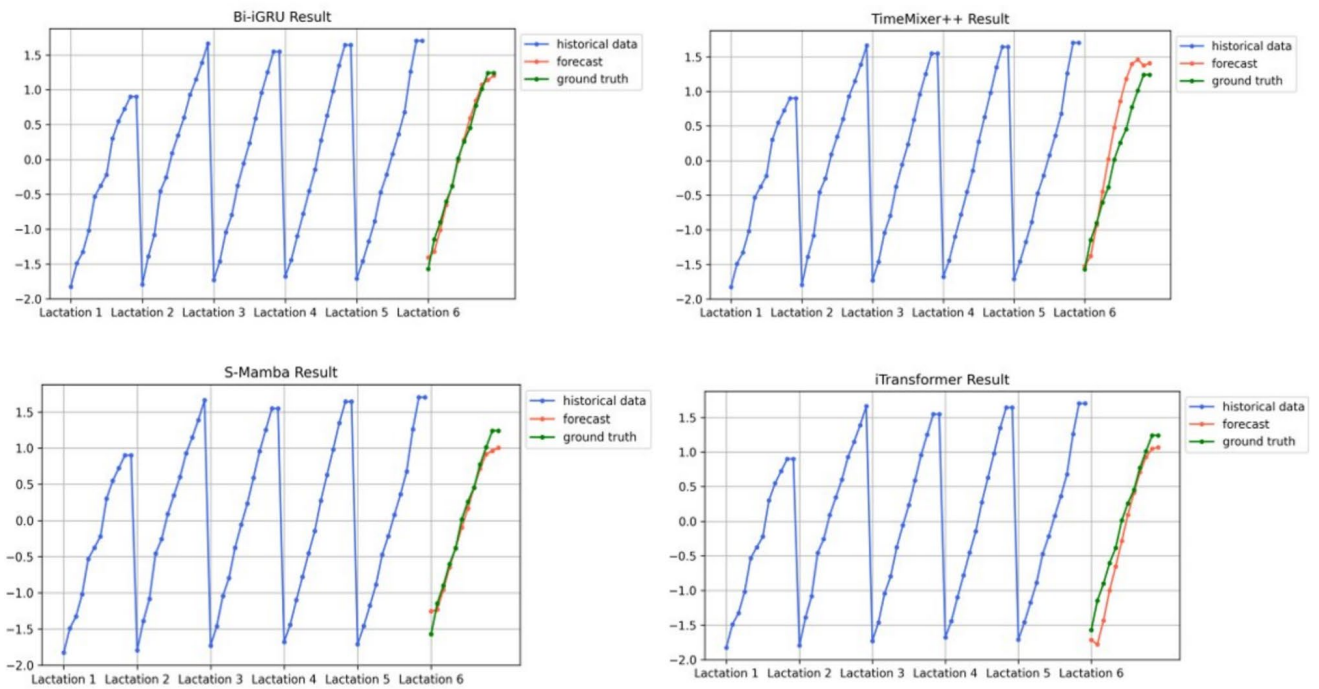 Bi-iGRU Result
historical data
forecast
ground truth
1.5
1.0
0.5
0.0
−0.5
−1.0
−1.5
−2.0
Lactation 1 Lactation 2 Lactation 3 Lactation 4 Lactation 5 Lactation 6
TimeMixer++ Result
historical data
forecast
ground truth
1.5
1.0
0.5
0.0
−0.5
−1.0
−1.5
−2.0
Lactation 1 Lactation 2 Lactation 3 Lactation 4 Lactation 5 Lactation 6
S-Mamba Result
historical data
forecast
ground truth
1.5
1.0
0.5
0.0
−0.5
−1.0
−1.5
−2.0
Lactation 1 Lactation 2 Lactation 3 Lactation 4 Lactation 5 Lactation 6
iTransformer Result
historical data
forecast
ground truth
1.5
1.0
0.5
0.0
−0.5
−1.0
−1.5
−2.0
Lactation 1 Lactation 2 Lactation 3 Lactation 4 Lactation 5 Lactation 6